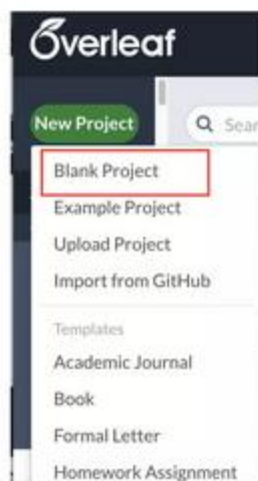 Overleaf
New Project
Sear
Blank Project
Example Project
Upload Project
Import from GitHub
Templates
Academic Journal
Book
Formal Letter
Homework Assignment